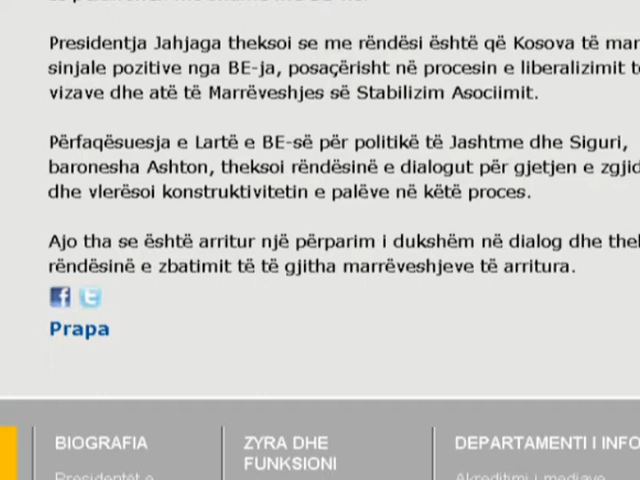 Presidentja Jahjaga theksoi se me rëndësi është që Kosova të
sinjale pozitive nga BE-ja, posaçërisht në procesin e liberalizimit
vizave dhe atë të Marrëveshjes së Stabilizim Asociimit.
Përfaqësuesja e Lartë e BE-së për politikë të Jashtme dhe Siguri,
baronesha Ashton, theksoi rëndësinë e dialogut për gjetjen e
dhe vlerësoi konstruktivitetin e palëve në këtë proces.
Ajo tha se është arritur një përparim i dukshëm në dialog dhe
rëndësinë e zbatimit të të gjitha marrëveshjeve të arritura.
Prapa
BIOGRAFIA
ZYRA DHE
FUNKSIONI
DEPARTAMENTI I
Presidentët e
Akreditimi i mediave